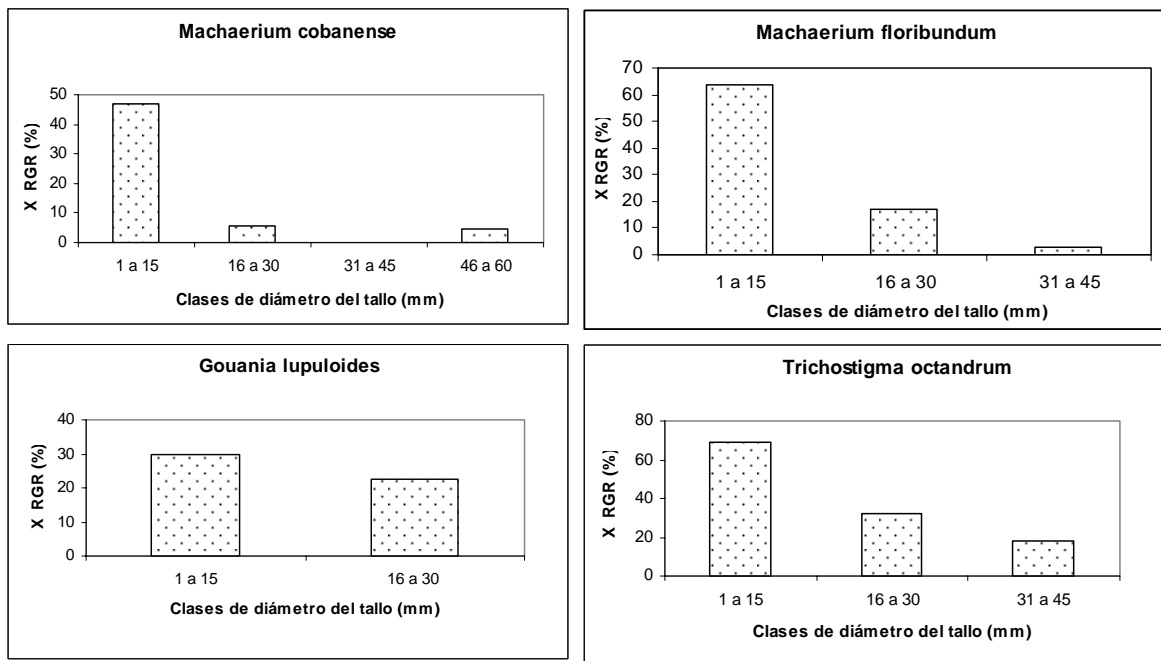 Machaerium cobanense
X RGR (%)
50
40
30
20
10
0
1 a 15 16 a 30 31 a 45 46 a 60
Clases de diámetro del tallo (mm)
Machaerium floribundum
X RGR (%)
70
60
50
40
30
20
10
0
1 a 15 16 a 30 31 a 45
Clases de diámetro del tallo (mm)
Gouania lupuloides
X RGR (%)
40
30
20
10
0
1 a 15 16 a 30
Clases de diámetro del tallo (mm)
Trichostigma octandrum
X RGR (%)
80
60
40
20
0
1 a 15 16 a 30 31 a 45
Clases de diámetro del tallo (mm)